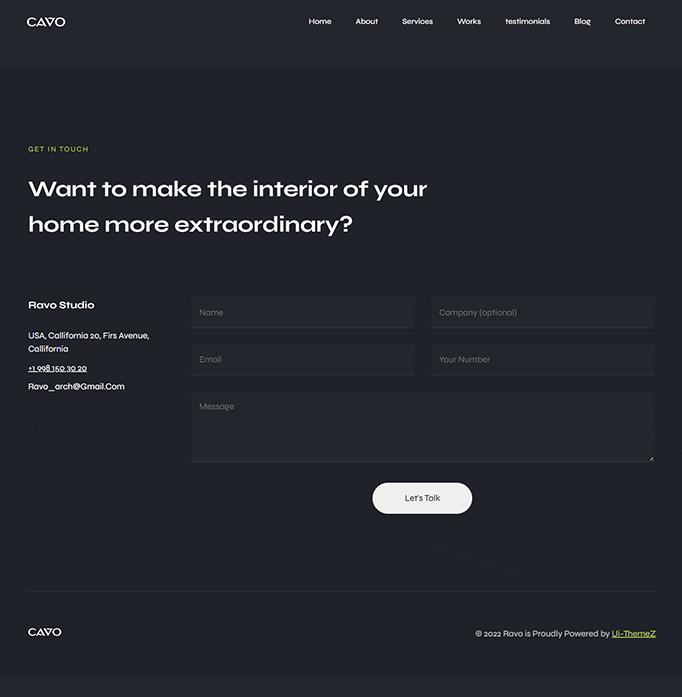 CAVO
Home About Services Works testimonials Blog Contact
GET IN TOUCH
Want to make the interior of your
home more extraordinary?
Ravo Studio
USA, Callifornia 20, Firs Avenue,
Callifornia
+1 998 150 30 20
Ravo_arch@Gmail.Com
Name
Company (optional)
Email
Your Number
Message
Let's Talk
CAVO
© 2022 Ravo is Proudly Powered by Ui-ThemeZ